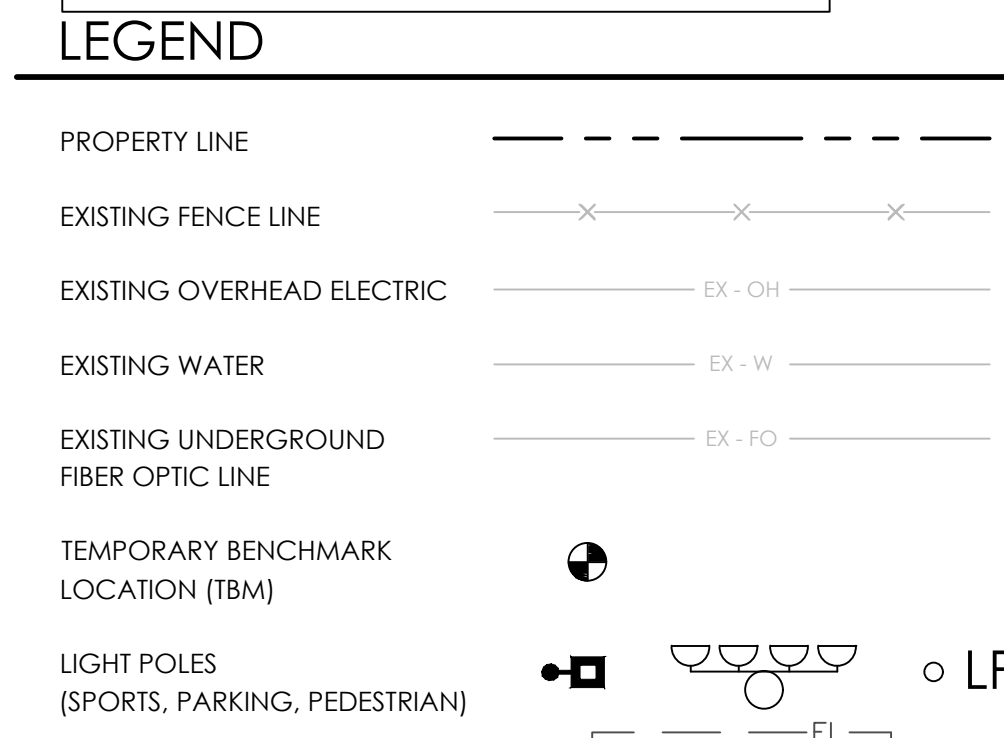 LEGEND
PROPERTY LINE
EXISTING FENCE LINE
EXISTING OVERHEAD ELECTRIC EX - OH
EXISTING WATER EX - W
EXISTING UNDERGROUND EX - FO
FIBER OPTIC LINE
TEMPORARY BENCHMARK
LOCATION (TBM)
LIGHT POLES
(SPORTS, PARKING, PEDESTRIAN)